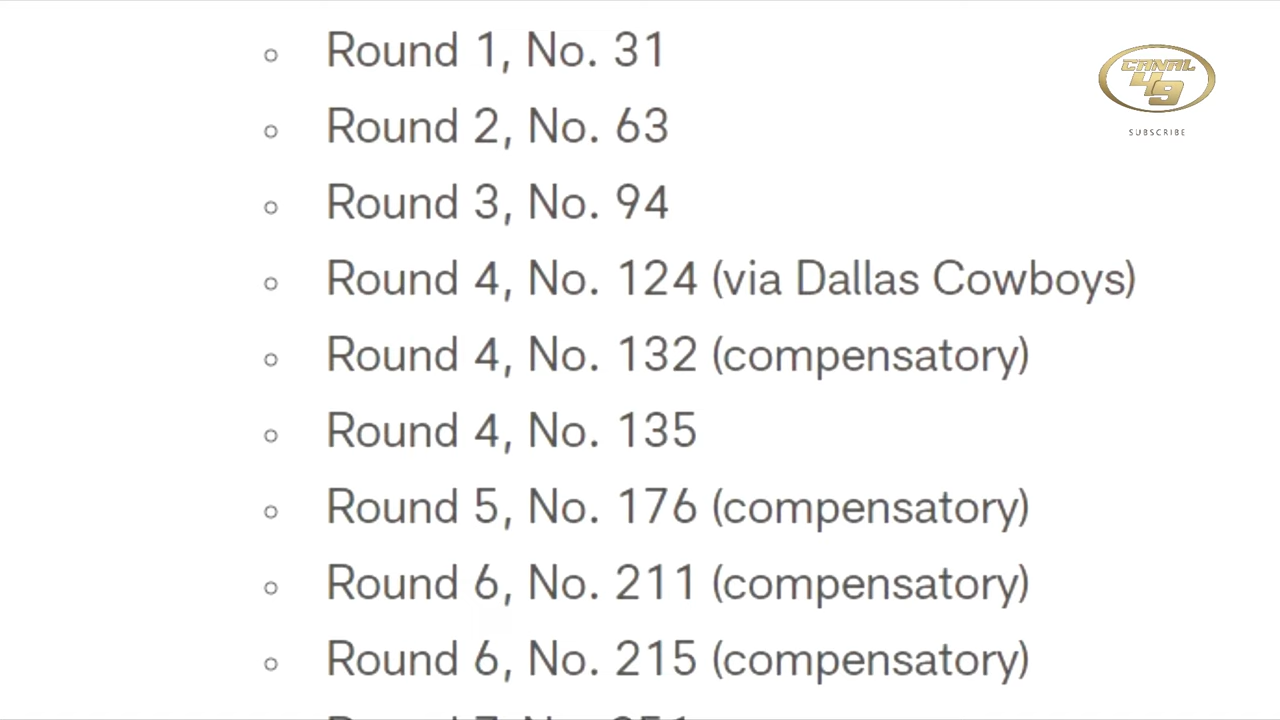 Round 1, No. 31
Round 2, No. 63
Round 3, No. 94
Round 4, No. 124 (via Dallas Cowboys)
Round 4, No. 132 (compensatory)
Round 4, No. 135
Round 5, No. 176 (compensatory)
Round 6, No. 211 (compensatory)
Round 6, No. 215 (compensatory)
CANAL
49
SUBSCRIBE